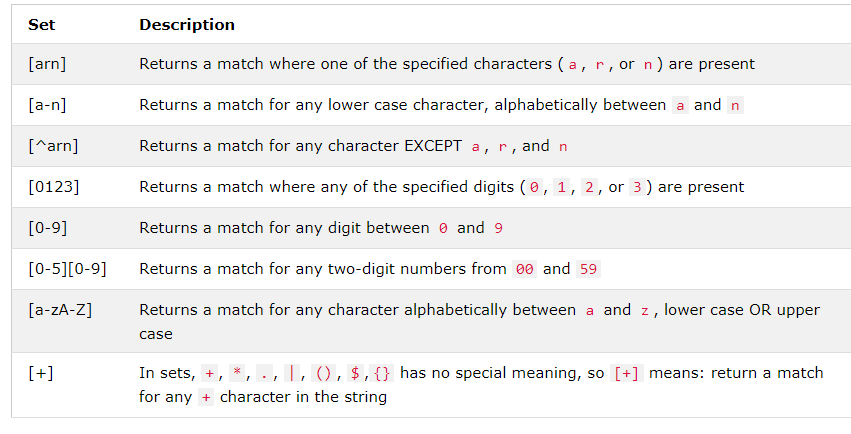 Set Description
[arn] Returns a match where one of the specified characters ( a , r , or n ) are present
[a-n] Returns a match for any lower case character, alphabetically between a and n
[^arn] Returns a match for any character EXCEPT a , r , and n
[0123] Returns a match where any of the specified digits ( 0 , 1 , 2 , or 3 ) are present
[0-9] Returns a match for any digit between 0 and 9
[0-5][0-9] Returns a match for any two-digit numbers from 00 and 59
[a-zA-Z] Returns a match for any character alphabetically between a and z , lower case OR upper
case
[+] In sets, + , * , . , | , () , $ , {} has no special meaning, so [+] means: return a match
for any + character in the string